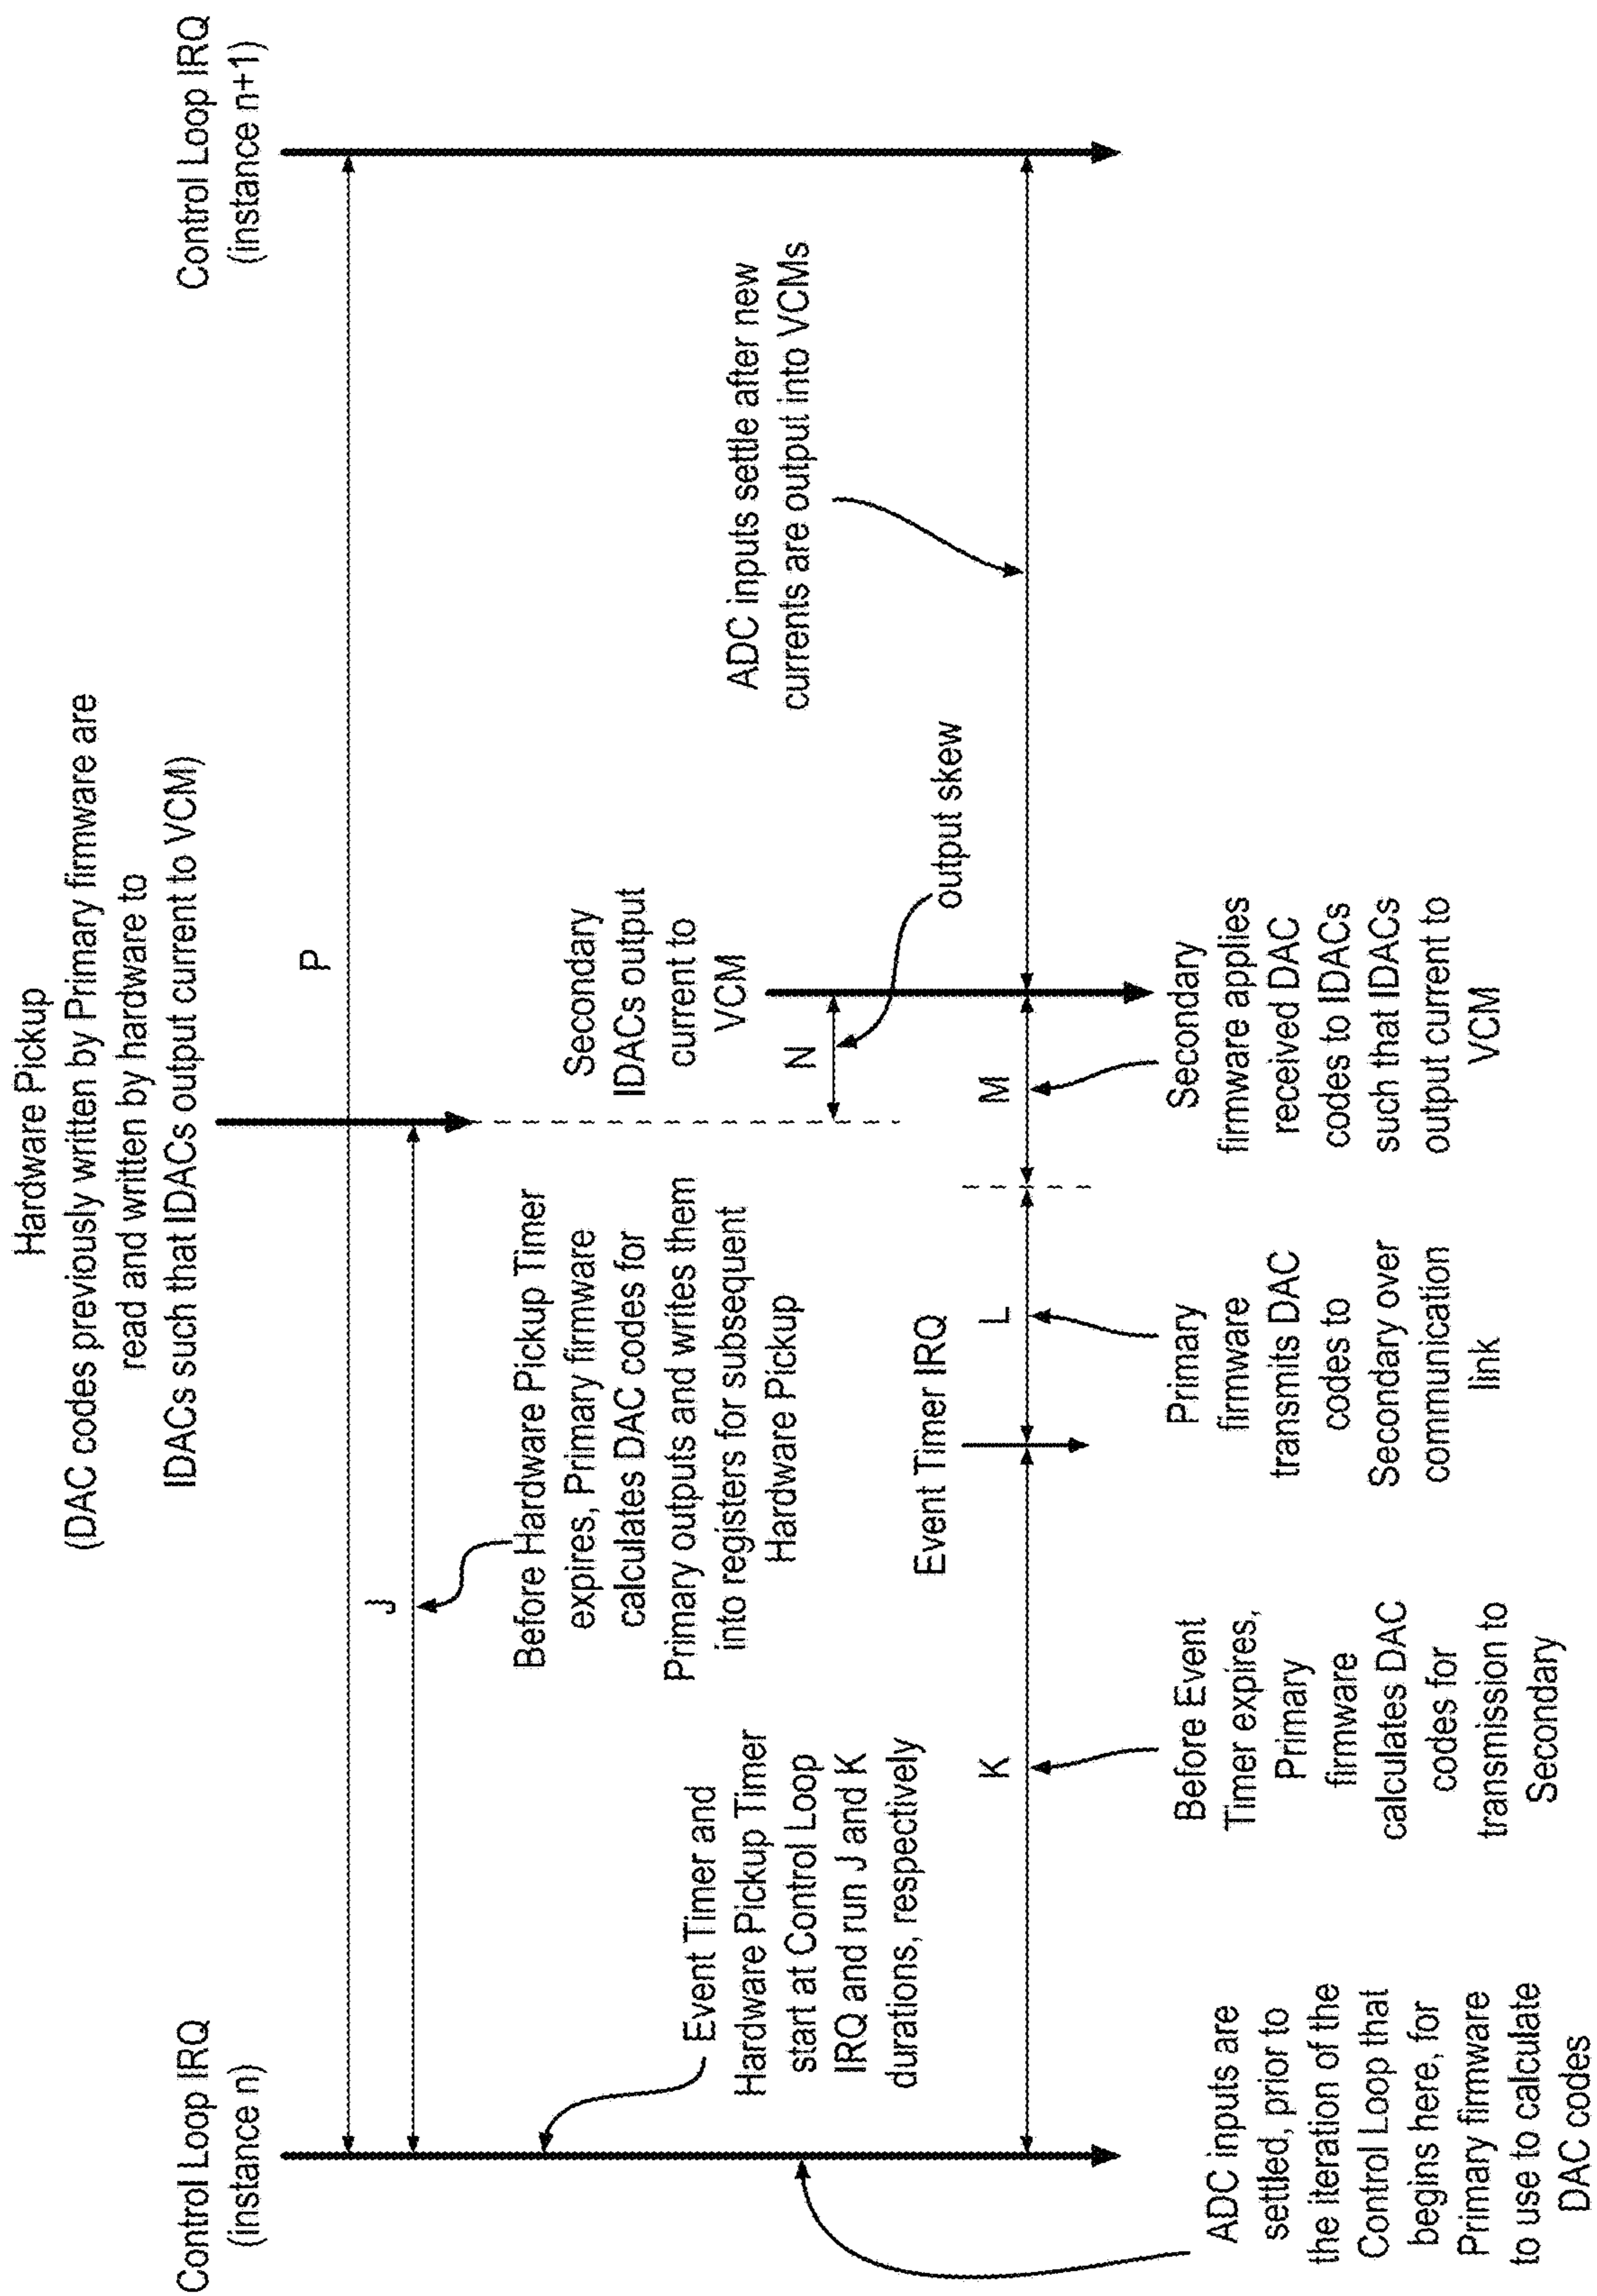 Hardware Pickup
(DAC codes previously written by Primary firmware are
read and written by hardware to
IDACs such that IDACs output current to VCM)
Control Loop IRQ
(instance n)
Control Loop IRQ
(instance n+1)
P
J
Before Hardware Pickup Timer
expires, Primary firmware
calculates DAC codes for
Primary outputs and writes them
into registers for subsequent
Hardware Pickup
Secondary
IDACs output
current to
VCM
N
output skew
ADC inputs settle after new
currents are output into VCMs
Event Timer and
Hardware Pickup Timer
start at Control Loop
IRQ and run J and K
durations, respectively
Event Timer IRQ
K
L
M
ADC inputs are
settled, prior to
the iteration of the
Control Loop that
begins here, for
Primary firmware
to use to calculate
DAC codes
Before Event
Timer expires,
Primary
firmware
calculates DAC
codes for
transmission to
Secondary
Primary
firmware
transmits DAC
codes to
Secondary over
communication
link
Secondary
firmware applies
received DAC
codes to IDACs
such that IDACs
output current to
VCM